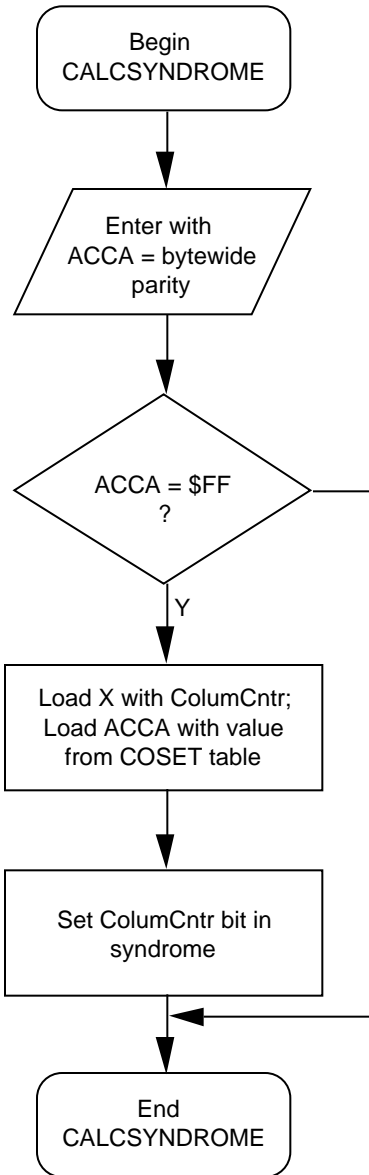 Begin
CALCSYNDROME
Enter with
ACCA = bytewide
parity
ACCA = $FF
?
Y
Load X with ColumCntr;
Load ACCA with value
from COSET table
Set ColumCntr bit in
syndrome
End
CALCSYNDROME